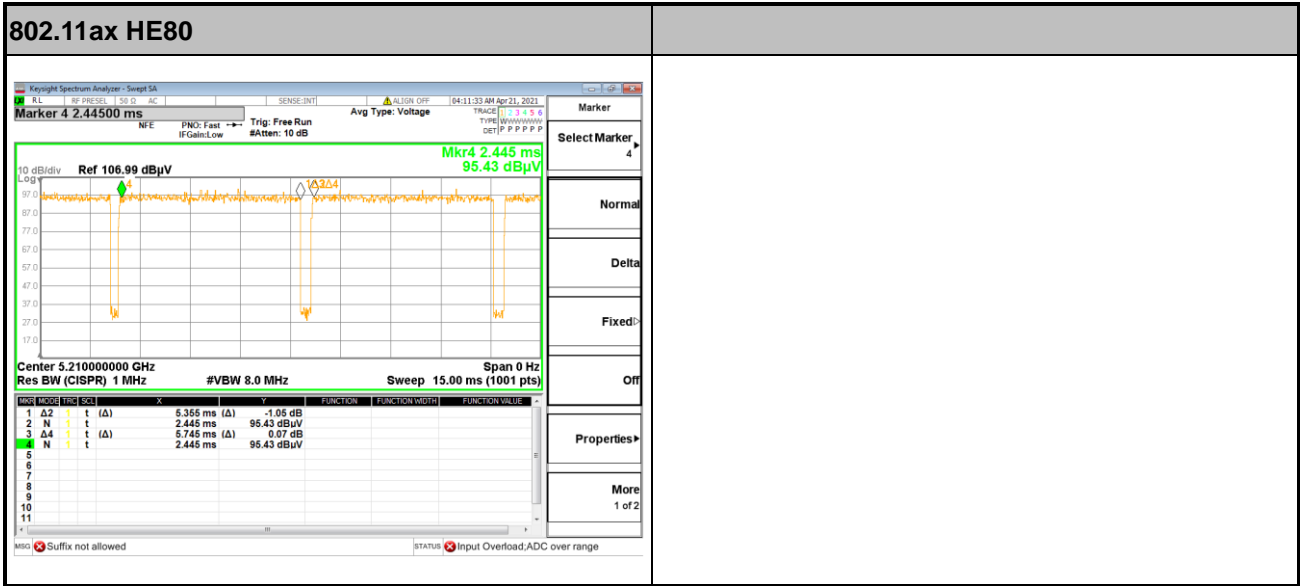 802.11ax HE80
Keysight Spectrum Analyzer - Swept SA
RL RF PRESEL 50 Ω AC SENSE:INT ALIGN OFF 04:11:33 AM Apr 21, 2021
Marker 4 2.44500 ms
NFE PNO: Fast IFGain:Low
Trig: Free Run
#Atten: 10 dB
Avg Type: Voltage
TRACE 1 2 3 4 5 6
TYPE WWWWWW
DET P P P P P P
Marker
Select Marker
4
Normal
Delta
Fixed
Off
Properties
More
1 of 2
Mkr4 2.445 ms
95.43 dBµV
10 dB/div Ref 106.99 dBµV
Log
97.0
87.0
77.0
67.0
57.0
47.0
37.0
27.0
17.0
4
Center 5.210000000 GHz Span 0 Hz
Res BW (CISPR) 1 MHz #VBW 8.0 MHz Sweep 15.00 ms (1001 pts)
MKR MODE TRC SCL X Y FUNCTION FUNCTION WIDTH FUNCTION VALUE
1 Δ2 1 t (Δ) 5.355 ms (Δ) -1.05 dB
2 N 1 t 2.445 ms 95.43 dBµV
3 Δ4 1 t (Δ) 5.745 ms (Δ) 0.07 dB
4 N 1 t 2.445 ms 95.43 dBµV
5
6
7
8
9
10
11
MSG Suffix not allowed STATUS Input Overload;ADC over range